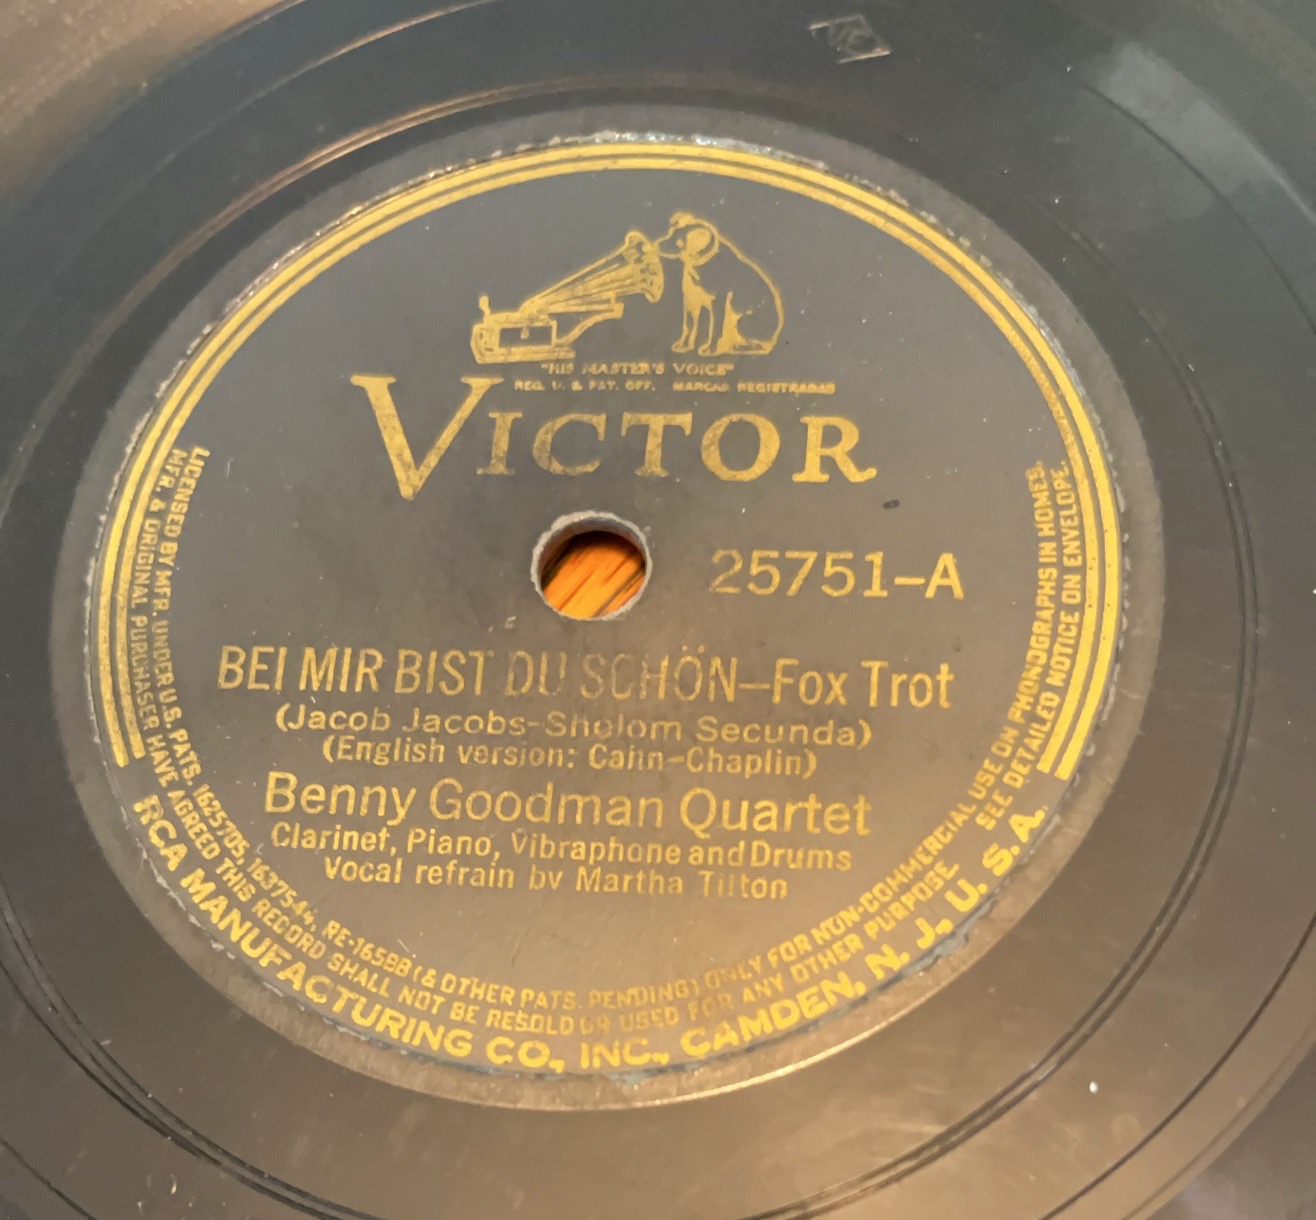 "HIS MASTER'S VOICE"
REG. U. S. PAT. OFF. MARCAS REGISTRADAS
VICTOR
25751-A
BEI MIR BIST DU SCHÖN—Fox Trot
(Jacob Jacobs-Sholom Secunda)
(English version: Cahn-Chaplin)
Benny Goodman Quartet
Clarinet, Piano, Vibraphone and Drums
Vocal refrain by Martha Tilton
LICENSED BY MFR. UNDER U.S. PATS. 1625705, 1637544, RE-16588 (& OTHER PATS. PENDING) ONLY FOR NON-COMMERCIAL USE ON PHONOGRAPHS IN HOMES.
MFR. & ORIGINAL PURCHASER HAVE AGREED THIS RECORD SHALL NOT BE RESOLD OR USED FOR ANY OTHER PURPOSE. SEE DETAILED NOTICE ON ENVELOPE.
RCA MANUFACTURING CO., INC., CAMDEN, N. J., U. S. A.